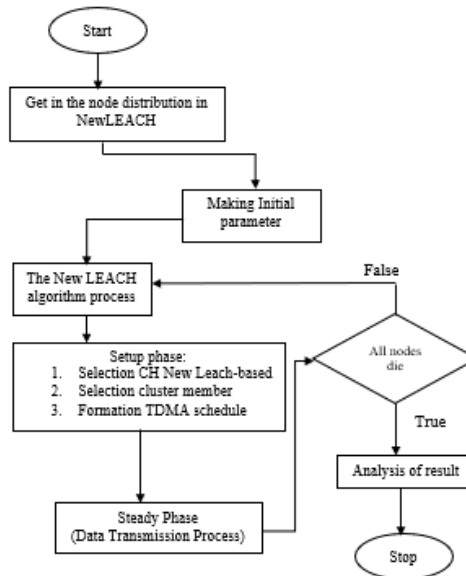 Start
Get in the node distribution in
NewLEACH
Making Initial
parameter
The New LEACH
algorithm process
Setup phase:
1. Selection CH New Leach-based
2. Selection cluster member
3. Formation TDMA schedule
Steady Phase
(Data Transmission Process)
False
All nodes
die
True
Analysis of result
Stop